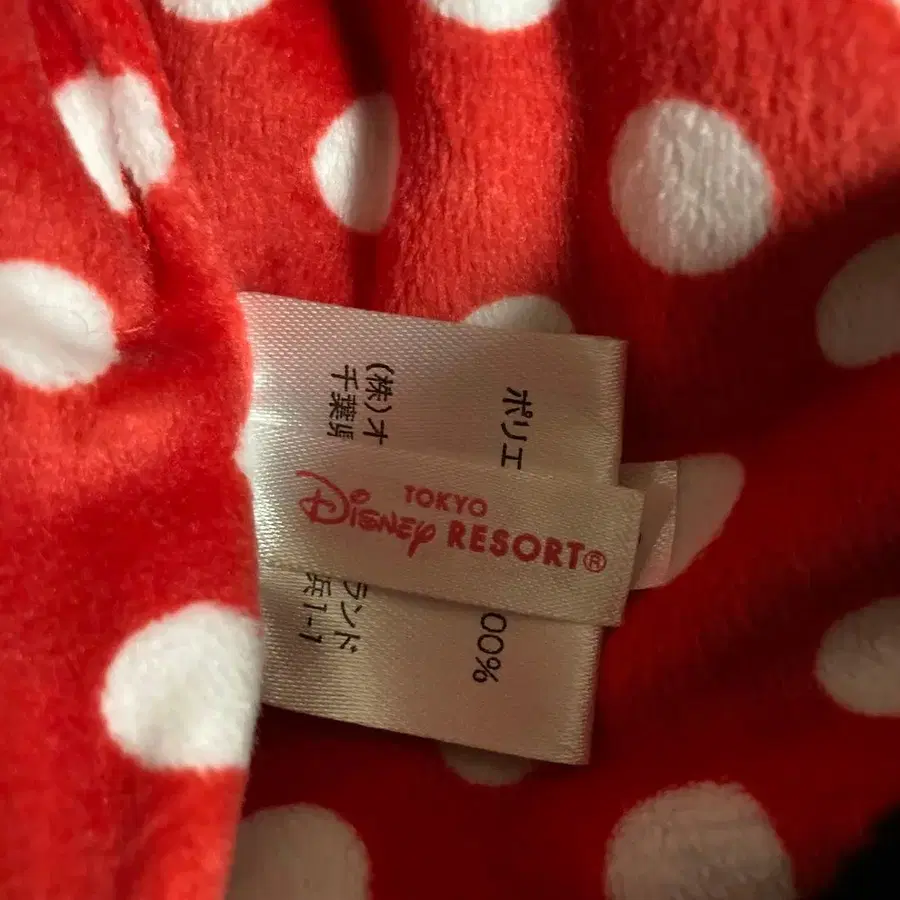 TOKYO
Disney RESORT®
ポリエ 00%
(株)オ ランド
千葉県 浜1-1